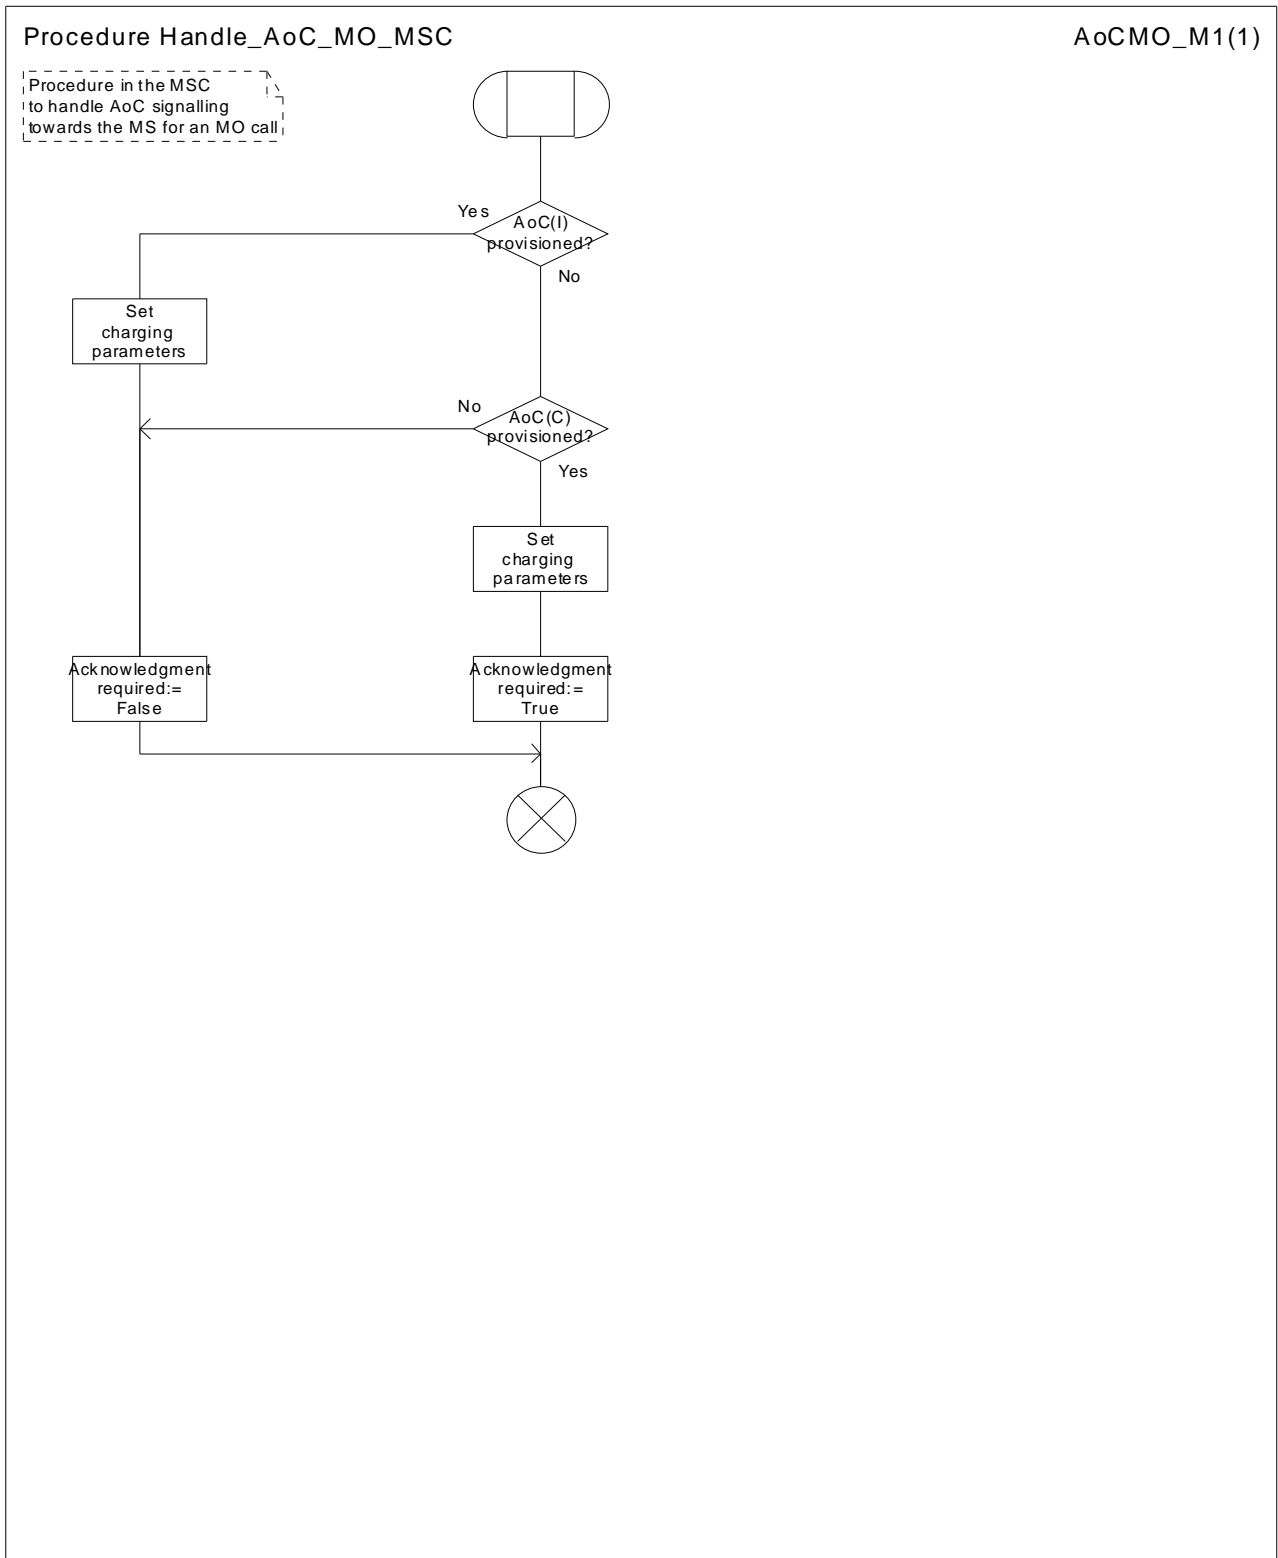 Procedure Handle_AoC_MO_MSC
AoCMO_M1(1)
Procedure in the MSC
to handle AoC signalling
towards the MS for an MO call
Yes
AoC(I)
provisioned?
No
Set
charging
parameters
No
AoC(C)
provisioned?
Yes
Set
charging
parameters
Acknowledgment
required:=
False
Acknowledgment
required:=
True